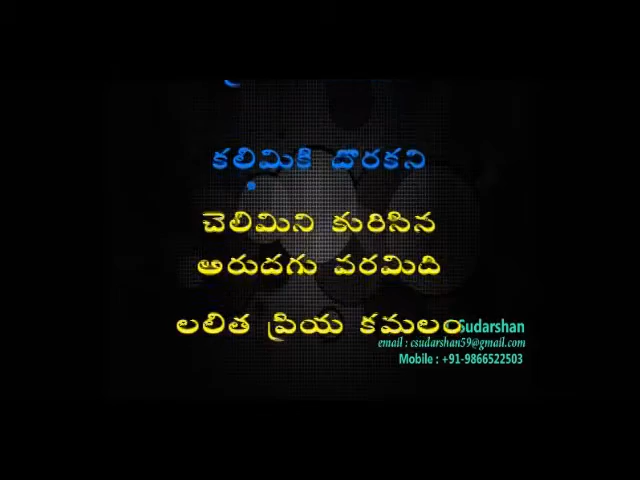 కలిమికి దొరకని
చెలిమిని కురిసిన
అరుదగు వరమిది
లలిత ప్రియ కమలం
Sudarshan
email : csudarshan59@gmail.com
Mobile : +91-9866522503